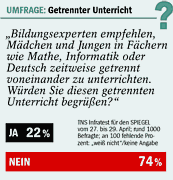 UMFRAGE: Getrennter Unterricht
?
„Bildungsexperten empfehlen,
Mädchen und Jungen in Fächern
wie Mathe, Informatik oder
Deutsch zeitweise getrennt
voneinander zu unterrichten.
Würden Sie diesen getrennten
Unterricht begrüßen?“
TNS Infratest für den SPIEGEL
vom 27. bis 29. April; rund 1000
Befragte; an 100 fehlende Pro-
zent: „weiß nicht“/keine Angabe
JA 22 %
NEIN 74 %